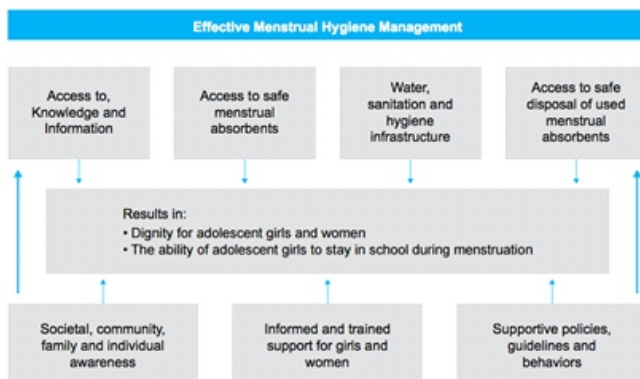 Effective Menstrual Hygiene Management
Access to,
Knowledge and
Information
Access to safe
menstrual
absorbents
Water,
sanitation and
hygiene
infrastructure
Access to safe
disposal of used
menstrual
absorbents
Results in:
• Dignity for adolescent girls and women
• The ability of adolescent girls to stay in school during menstruation
Societal, community,
family and individual
awareness
Informed and trained
support for girls and
women
Supportive policies,
guidelines and
behaviors